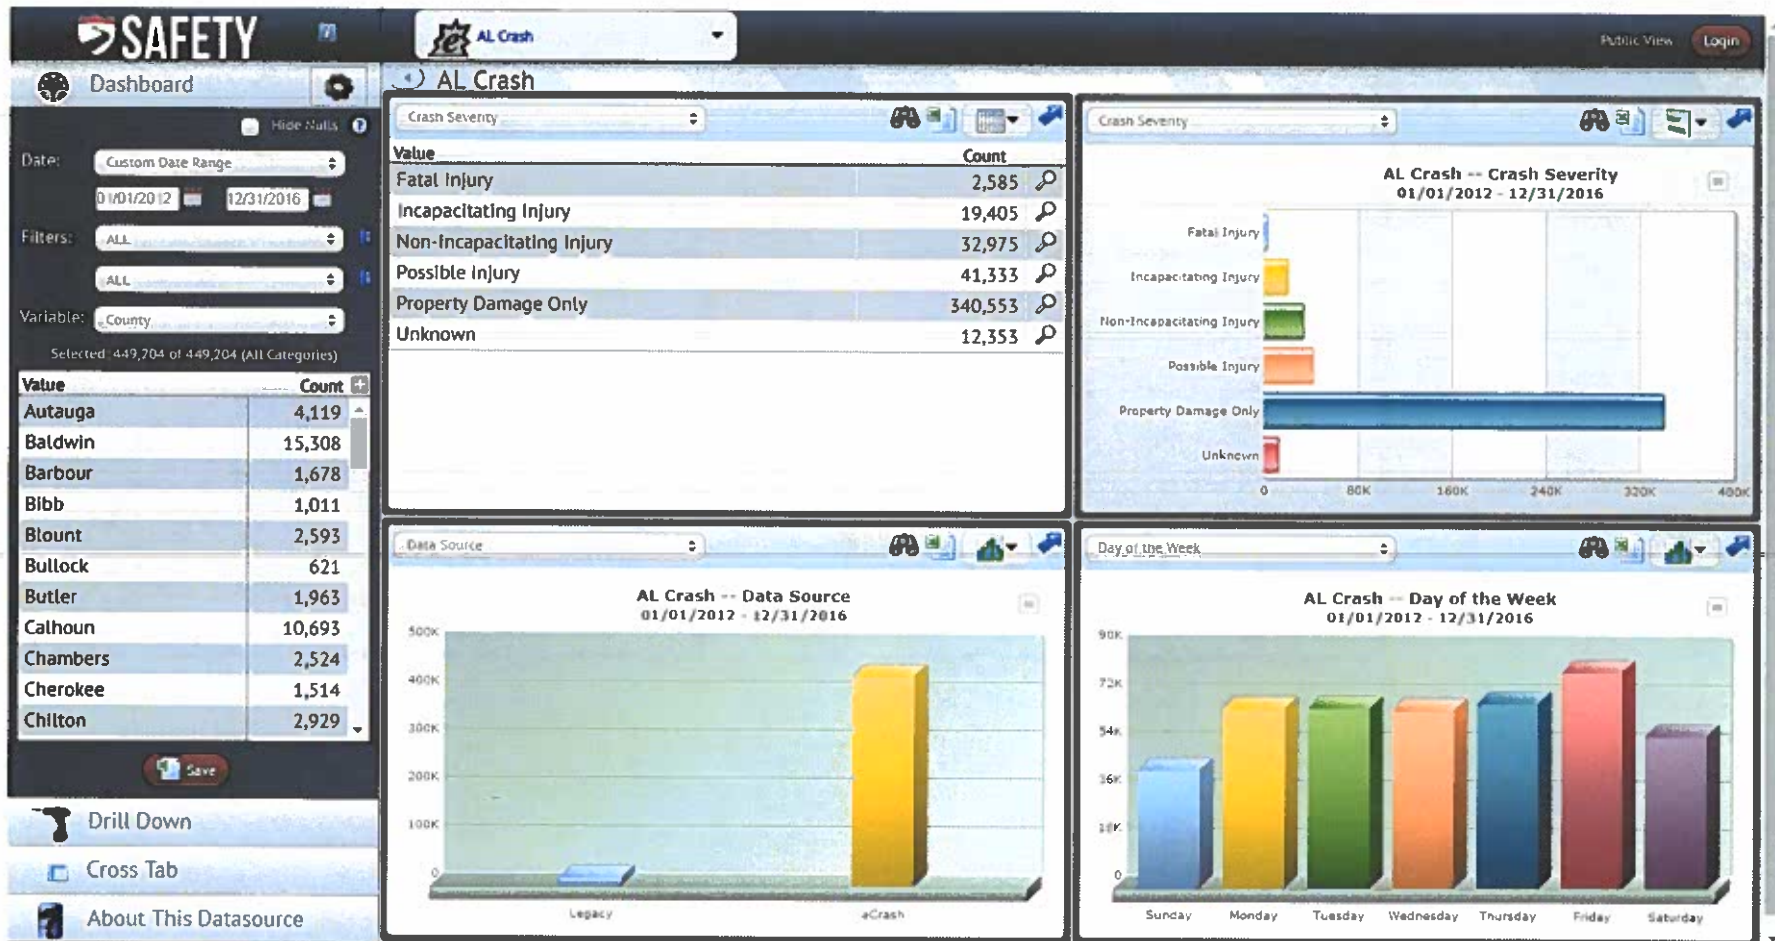 SAFETY
AL Crash
Public View
Login
Dashboard
AL Crash
Hide Nulls
Date:
Custom Date Range
01/01/2012
12/31/2016
Filters:
ALL
ALL
Variable:
County
Selected: 449,204 of 449,204 (All Categories)
Value Count
Autauga 4,119
Baldwin 15,308
Barbour 1,678
Bibb 1,011
Blount 2,593
Bullock 621
Butler 1,963
Calhoun 10,693
Chambers 2,524
Cherokee 1,514
Chilton 2,929
Save
Drill Down
Cross Tab
About This Datasource
Crash Severity
Value Count
Fatal Injury 2,585
Incapacitating Injury 19,405
Non-Incapacitating Injury 32,975
Possible Injury 41,333
Property Damage Only 340,553
Unknown 12,353
Crash Severity
AL Crash -- Crash Severity
01/01/2012 - 12/31/2016
Fatal Injury
Incapacitating Injury
Non-Incapacitating Injury
Possible Injury
Property Damage Only
Unknown
0 80K 160K 240K 320K 400K
Data Source
AL Crash -- Data Source
01/01/2012 - 12/31/2016
500K
400K
300K
200K
100K
0
Legacy eCrash
Day of the Week
AL Crash -- Day of the Week
01/01/2012 - 12/31/2016
90K
72K
54K
36K
18K
0
Sunday Monday Tuesday Wednesday Thursday Friday Saturday